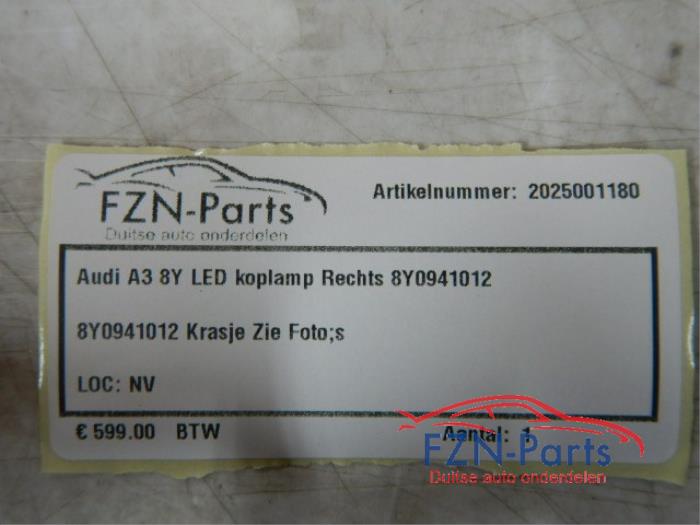 FZN-Parts
Duitse auto onderdelen
Artikelnummer: 2025001180
Audi A3 8Y LED koplamp Rechts 8Y0941012
8Y0941012 Krasje Zie Foto;s
LOC: NV
€ 599.00 BTW
Aantal: 1
FZN-Parts
Duitse auto onderdelen